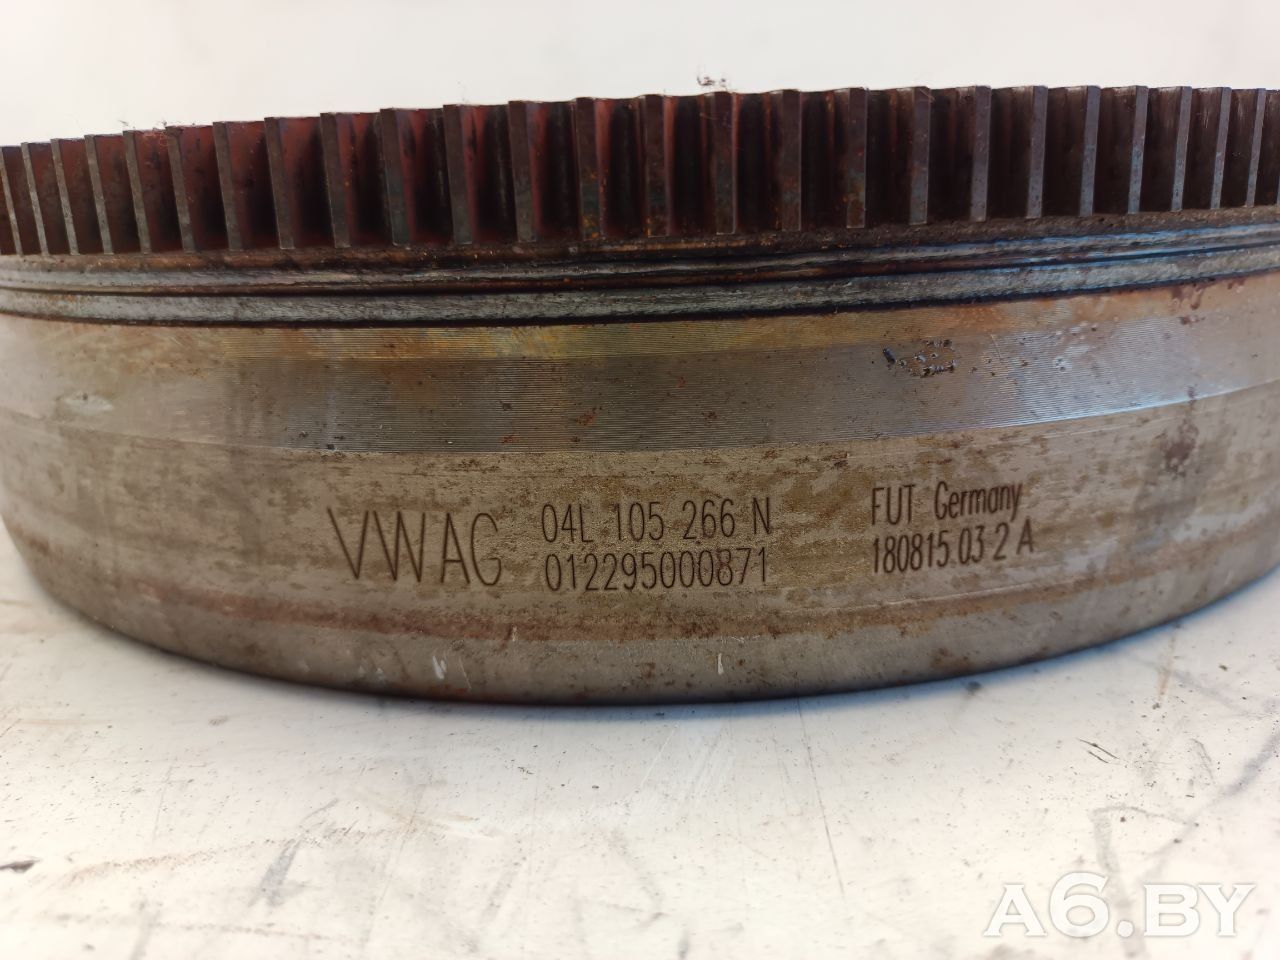 VWAG
04L 105 266 N
012295000871
FUT Germany
180815 03 2 A
A6.BY